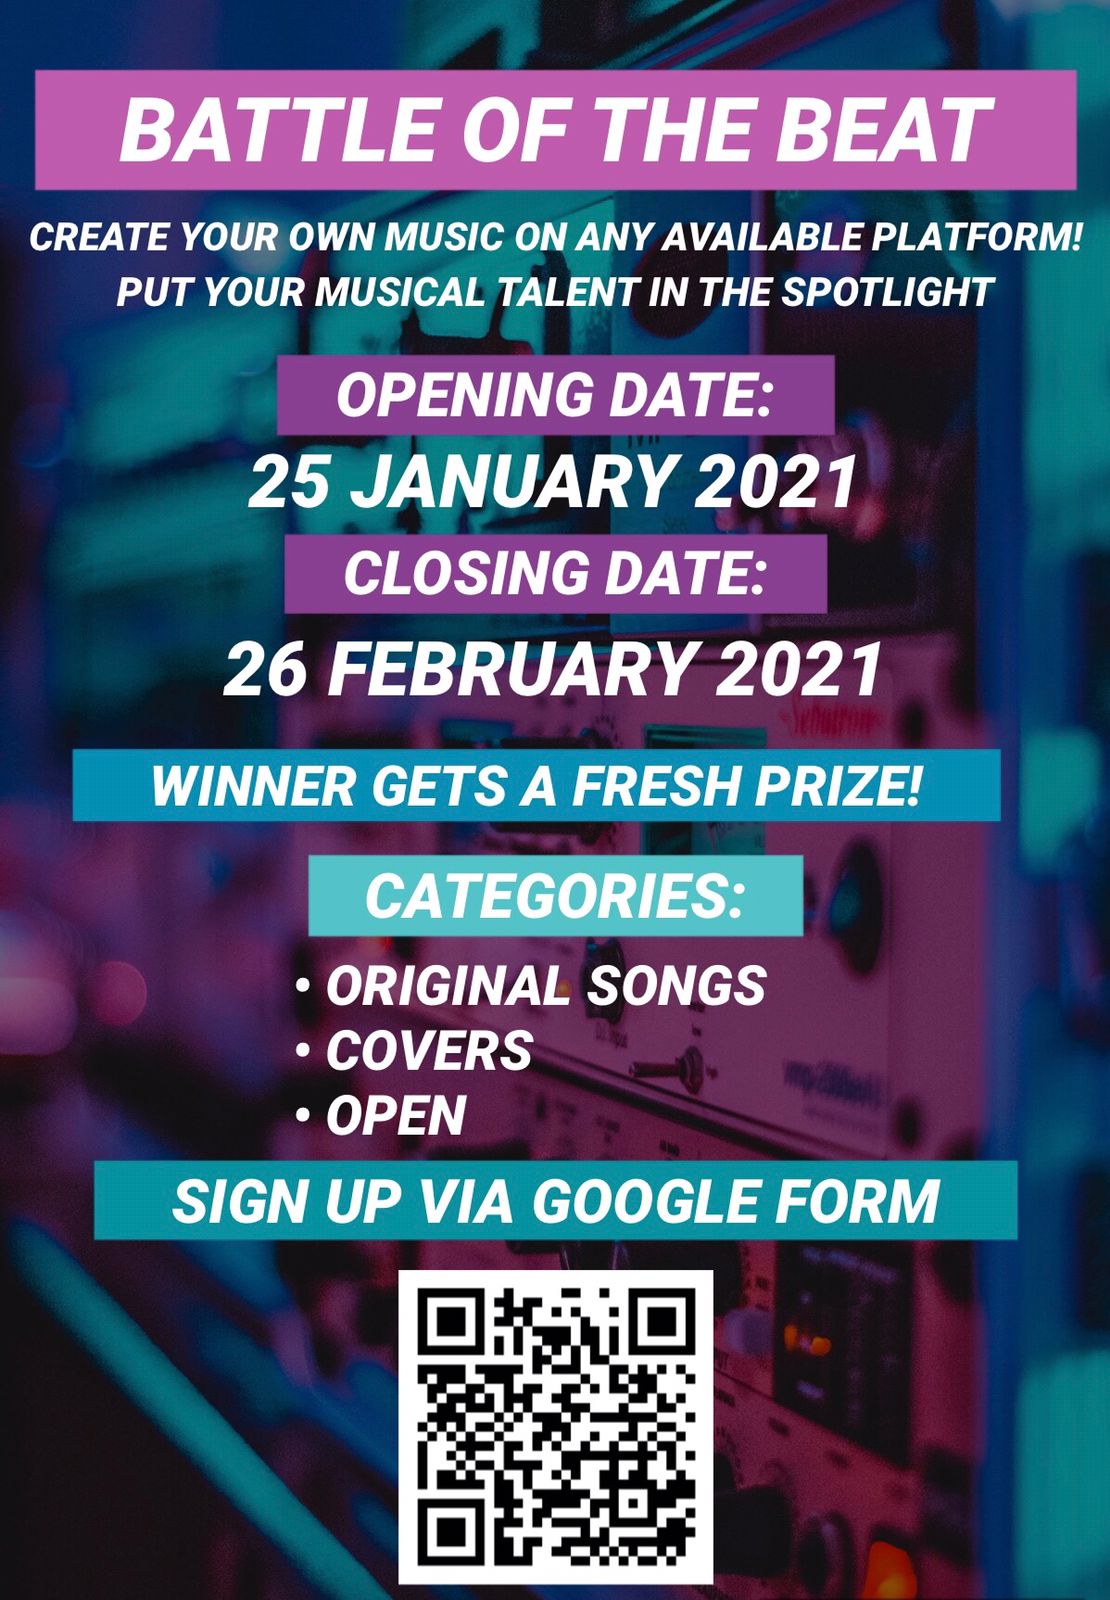 BATTLE OF THE BEAT
CREATE YOUR OWN MUSIC ON ANY AVAILABLE PLATFORM!
PUT YOUR MUSICAL TALENT IN THE SPOTLIGHT
OPENING DATE:
25 JANUARY 2021
CLOSING DATE:
26 FEBRUARY 2021
WINNER GETS A FRESH PRIZE!
CATEGORIES:
• ORIGINAL SONGS
• COVERS
• OPEN
SIGN UP VIA GOOGLE FORM